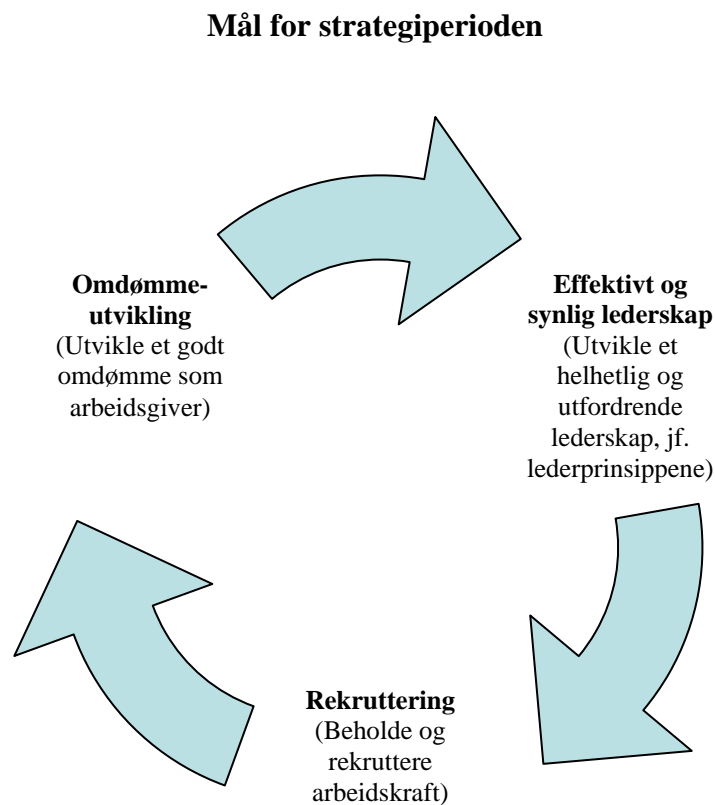 Mål for strategiperioden
Omdømme-
utvikling
(Utvikle et godt
omdømme som
arbeidsgiver)
Effektivt og
synlig lederskap
(Utvikle et
helhetlig og
utfordrende
lederskap, jf.
lederprinsippene)
Rekruttering
(Beholde og
rekruttere
arbeidskraft)